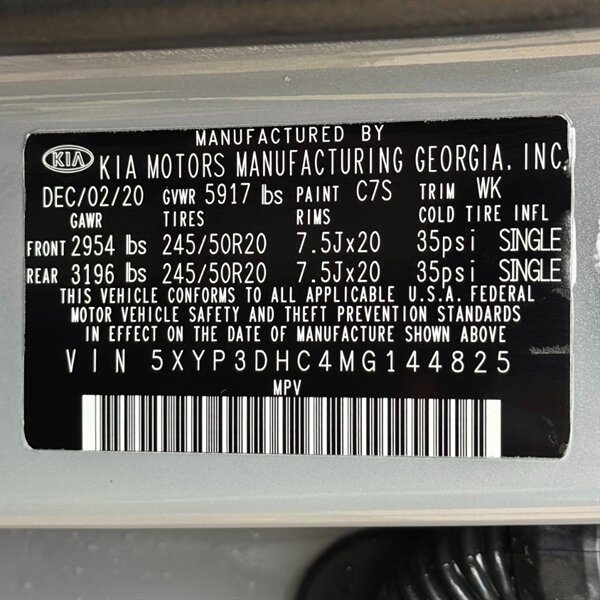 MANUFACTURED BY
KIA KIA MOTORS MANUFACTURING GEORGIA, INC.
DEC/02/20 GVWR 5917 lbs PAINT C7S TRIM WK
GAWR TIRES RIMS COLD TIRE INFL
FRONT 2954 lbs 245/50R20 7.5Jx20 35psi SINGLE
REAR 3196 lbs 245/50R20 7.5Jx20 35psi SINGLE
THIS VEHICLE CONFORMS TO ALL APPLICABLE U.S.A. FEDERAL
MOTOR VEHICLE SAFETY AND THEFT PREVENTION STANDARDS
IN EFFECT ON THE DATE OF MANUFACTURE SHOWN ABOVE.
VIN 5XYP3DHC4MG144825
MPV